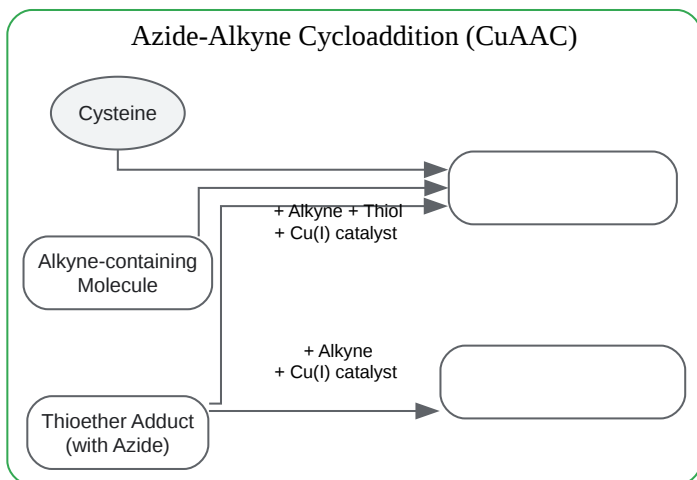 Azide-Alkyne Cycloaddition (CuAAC)
Cysteine
+ Alkyne + Thiol
+ Cu(I) catalyst
Alkyne-containing
Molecule
+ Alkyne
+ Cu(I) catalyst
Thioether Adduct
(with Azide)